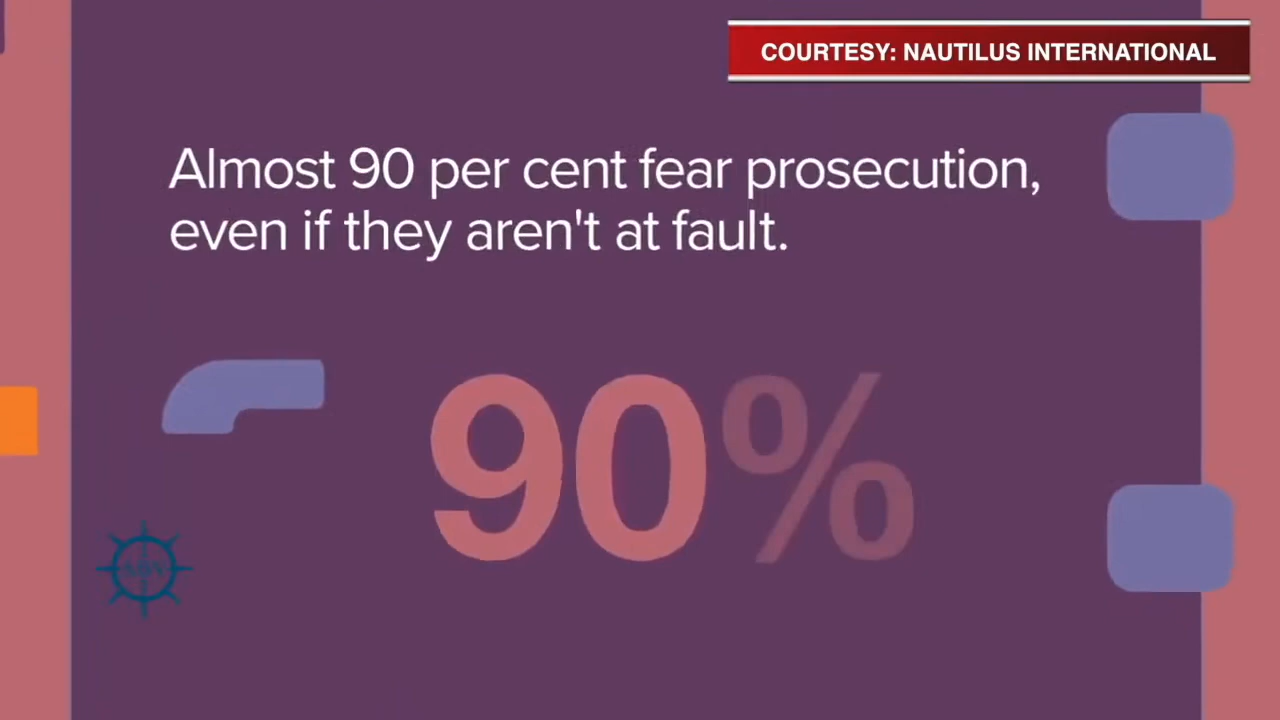 COURTESY: NAUTILUS INTERNATIONAL
Almost 90 per cent fear prosecution,
even if they aren't at fault.
90%